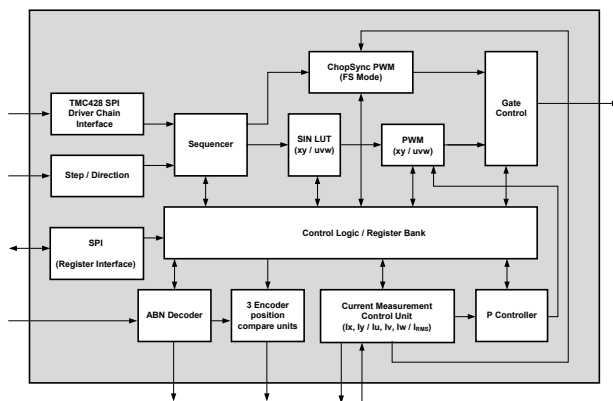 ChopSync PWM
(FS Mode)
TMC428 SPI
Driver Chain
Interface
Sequencer
SIN LUT
(xy / uvw)
PWM
(xy / uvw)
Gate
Control
Step / Direction
SPI
(Register Interface)
Control Logic / Register Bank
ABN Decoder
3 Encoder
position
compare units
Current Measurement
Control Unit
(Ix, Iy / Iu, Iv, Iw / IRMS)
P Controller